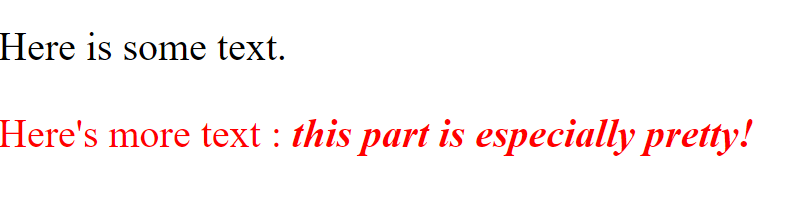 Here is some text.
Here's more text : this part is especially pretty!